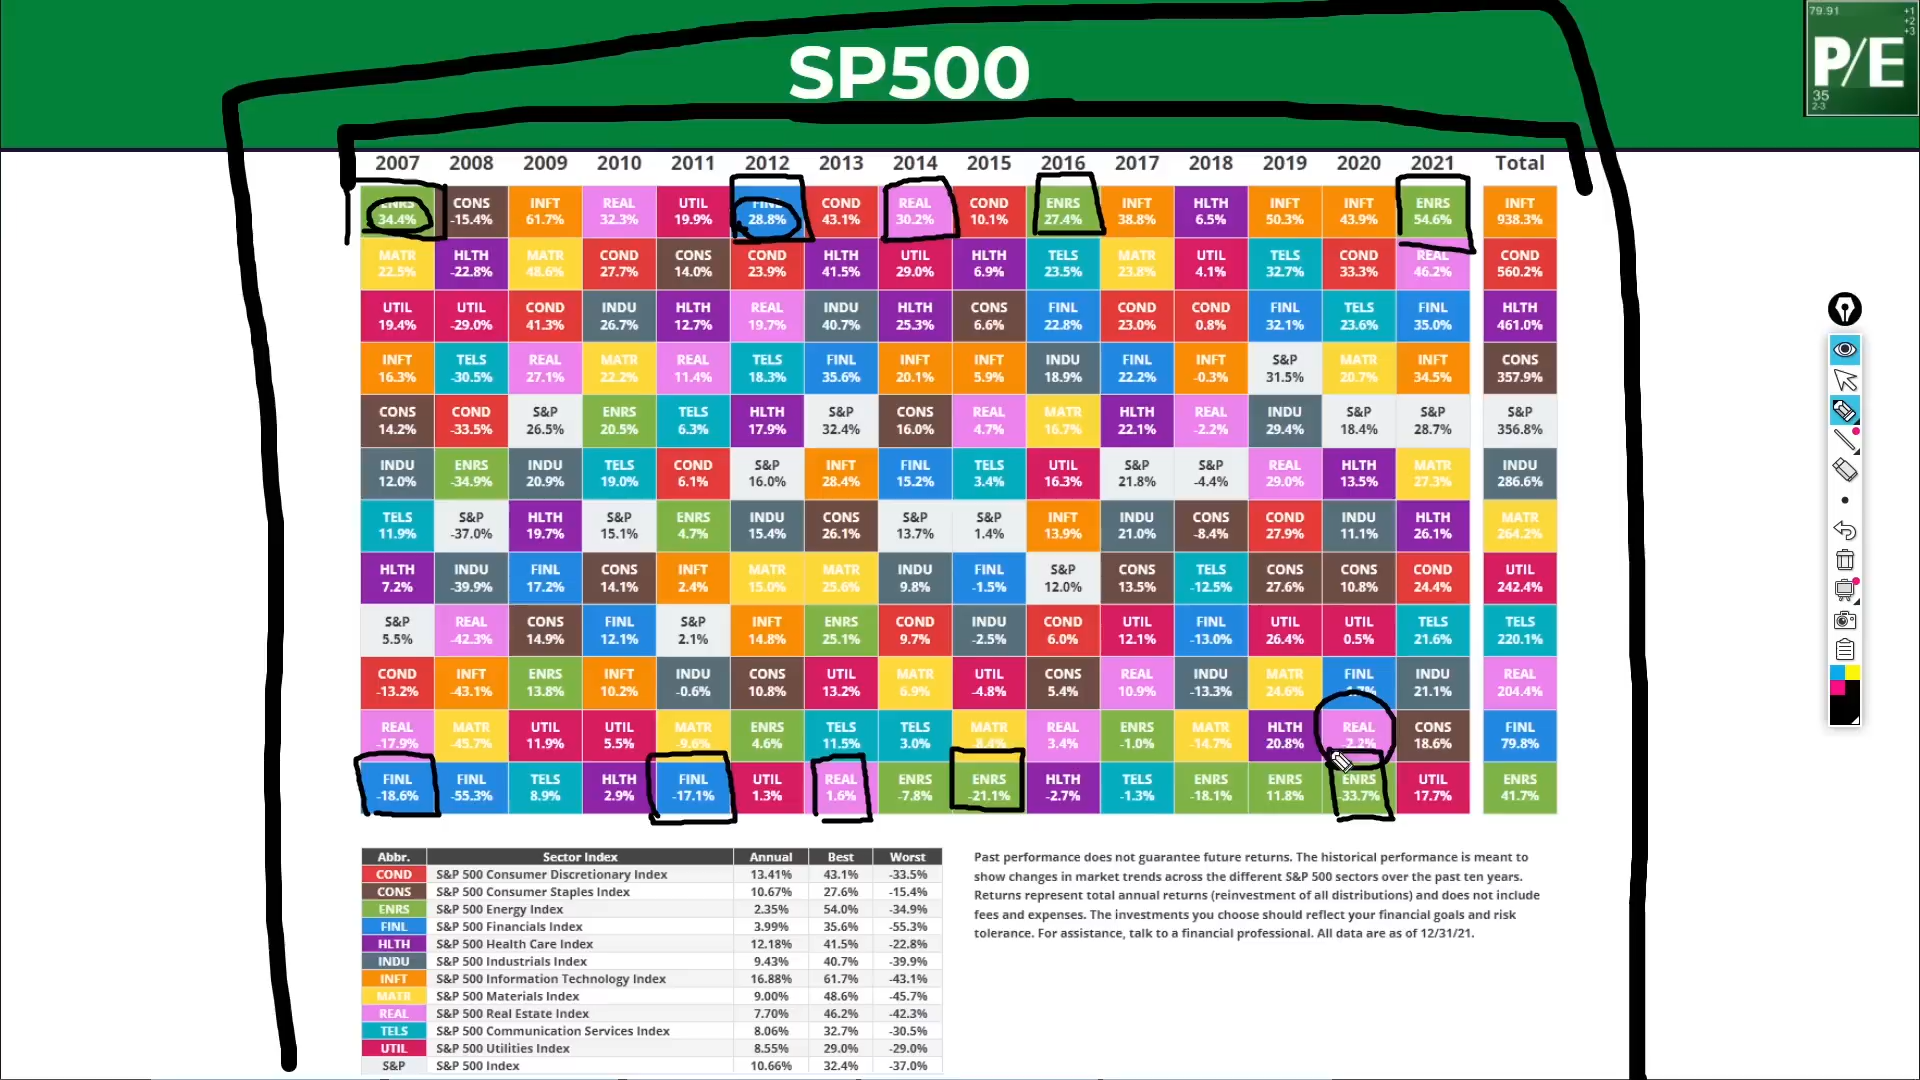 79.91 +1
+2
+3
P/E
35
2-3
SP500
2007 2008 2009 2010 2011 2012 2013 2014 2015 2016 2017 2018 2019 2020 2021 Total
ENRS CONS INFT REAL UTIL FINL COND REAL COND ENRS INFT HLTH INFT INFT ENRS INFT
34.4% -15.4% 61.7% 32.3% 19.9% 28.8% 43.1% 30.2% 10.1% 27.4% 38.8% 6.5% 50.3% 43.9% 54.6% 938.3%
MATR HLTH MATR COND CONS COND HLTH UTIL HLTH TELS MATR UTIL TELS COND REAL COND
22.5% -22.8% 48.6% 27.7% 14.0% 23.9% 41.5% 29.0% 6.9% 23.5% 23.8% 4.1% 32.7% 33.3% 46.2% 560.2%
UTIL UTIL COND INDU HLTH REAL INDU HLTH CONS FINL COND COND FINL TELS FINL HLTH
19.4% -29.0% 41.3% 26.7% 12.7% 19.7% 40.7% 25.3% 6.6% 22.8% 23.0% 0.8% 32.1% 23.6% 35.0% 461.0%
INFT TELS REAL MATR REAL TELS FINL INFT INFT INDU FINL INFT S&P MATR INFT CONS
16.3% -30.5% 27.1% 22.2% 11.4% 18.3% 35.6% 20.1% 5.9% 18.9% 22.2% -0.3% 31.5% 20.7% 34.5% 357.9%
CONS COND S&P ENRS TELS HLTH S&P CONS REAL MATR HLTH REAL INDU S&P S&P S&P
14.2% -33.5% 26.5% 20.5% 6.3% 17.9% 32.4% 16.0% 4.7% 16.7% 22.1% -2.2% 29.4% 18.4% 28.7% 356.8%
INDU ENRS INDU TELS COND S&P INFT FINL TELS UTIL S&P S&P REAL HLTH MATR INDU
12.0% -34.9% 20.9% 19.0% 6.1% 16.0% 28.4% 15.2% 3.4% 16.3% 21.8% -4.4% 29.0% 13.5% 27.3% 286.6%
TELS S&P HLTH S&P ENRS INDU CONS S&P S&P INFT INDU CONS COND INDU HLTH MATR
11.9% -37.0% 19.7% 15.1% 4.7% 15.4% 26.1% 13.7% 1.4% 13.9% 21.0% -8.4% 27.9% 11.1% 26.1% 264.2%
HLTH INDU FINL CONS INFT MATR MATR INDU FINL S&P CONS TELS CONS CONS COND UTIL
7.2% -39.9% 17.2% 14.1% 2.4% 15.0% 25.6% 9.8% -1.5% 12.0% 13.5% -12.5% 27.6% 10.8% 24.4% 242.4%
S&P REAL CONS FINL S&P INFT ENRS COND INDU COND UTIL FINL UTIL UTIL TELS TELS
5.5% -42.3% 14.9% 12.1% 2.1% 14.8% 25.1% 9.7% -2.5% 6.0% 12.1% -13.0% 26.4% 0.5% 21.6% 220.1%
COND INFT ENRS INFT INDU CONS UTIL MATR UTIL CONS REAL INDU MATR FINL INDU REAL
-13.2% -43.1% 13.8% 10.2% -0.6% 10.8% 13.2% 6.9% -4.8% 5.4% 10.9% -13.3% 24.6% 21.1% 204.4%
REAL MATR UTIL UTIL MATR ENRS TELS TELS MATR REAL ENRS MATR HLTH REAL CONS FINL
-17.9% -45.7% 11.9% 5.5% -9.6% 4.6% 11.5% 3.0% -8.4% 3.4% -1.0% -14.7% 20.8% -2.2% 18.6% 79.8%
FINL FINL TELS HLTH FINL UTIL REAL ENRS ENRS HLTH TELS ENRS ENRS ENRS UTIL ENRS
-18.6% -55.3% 8.9% 2.9% -17.1% 1.3% 1.6% -7.8% -21.1% -2.7% -1.3% -18.1% 11.8% -33.7% 17.7% 41.7%
Abbr. Sector Index Annual Best Worst
COND S&P 500 Consumer Discretionary Index 13.41% 43.1% -33.5%
CONS S&P 500 Consumer Staples Index 10.67% 27.6% -15.4%
ENRS S&P 500 Energy Index 2.35% 54.0% -34.9%
FINL S&P 500 Financials Index 3.99% 35.6% -55.3%
HLTH S&P 500 Health Care Index 12.18% 41.5% -22.8%
INDU S&P 500 Industrials Index 9.43% 40.7% -39.9%
INFT S&P 500 Information Technology Index 16.88% 61.7% -43.1%
MATR S&P 500 Materials Index 9.00% 48.6% -45.7%
REAL S&P 500 Real Estate Index 7.70% 46.2% -42.3%
TELS S&P 500 Communication Services Index 8.06% 32.7% -30.5%
UTIL S&P 500 Utilities Index 8.55% 29.0% -29.0%
S&P S&P 500 Index 10.66% 32.4% -37.0%
Past performance does not guarantee future returns. The historical performance is meant to
show changes in market trends across the different S&P 500 sectors over the past ten years.
Returns represent total annual returns (reinvestment of all distributions) and does not include
fees and expenses. The investments you choose should reflect your financial goals and risk
tolerance. For assistance, talk to a financial professional. All data are as of 12/31/21.